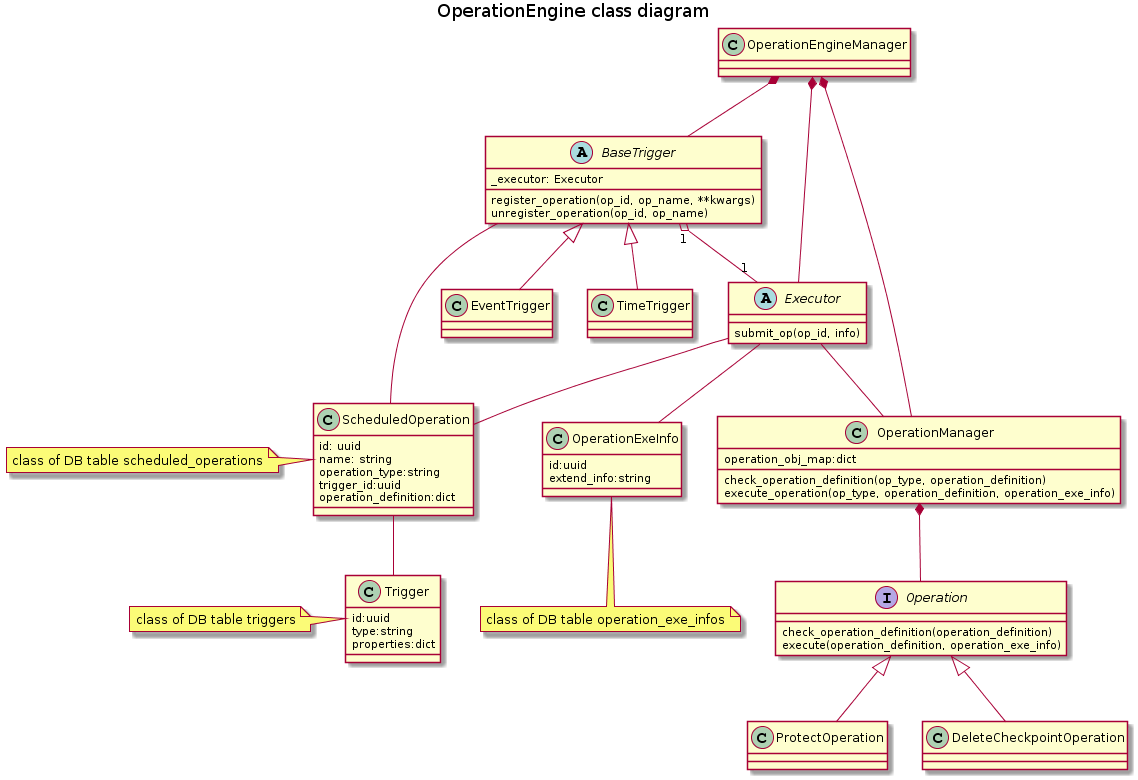 OperationEngine class diagram
C OperationEngineManager
A BaseTrigger
_executor: Executor
register_operation(op_id, op_name, **kwargs)
unregister_operation(op_id, op_name)
1
1
C EventTrigger
C TimeTrigger
A Executor
submit_op(op_id, info)
C ScheduledOperation
id: uuid
name: string
operation_type:string
trigger_id:uuid
operation_definition:dict
class of DB table scheduled_operations
C OperationExeInfo
id:uuid
extend_info:string
C OperationManager
operation_obj_map:dict
check_operation_definition(op_type, operation_definition)
execute_operation(op_type, operation_definition, operation_exe_info)
C Trigger
id:uuid
type:string
properties:dict
class of DB table triggers
class of DB table operation_exe_infos
I Operation
check_operation_definition(operation_definition)
execute(operation_definition, operation_exe_info)
C ProtectOperation
C DeleteCheckpointOperation